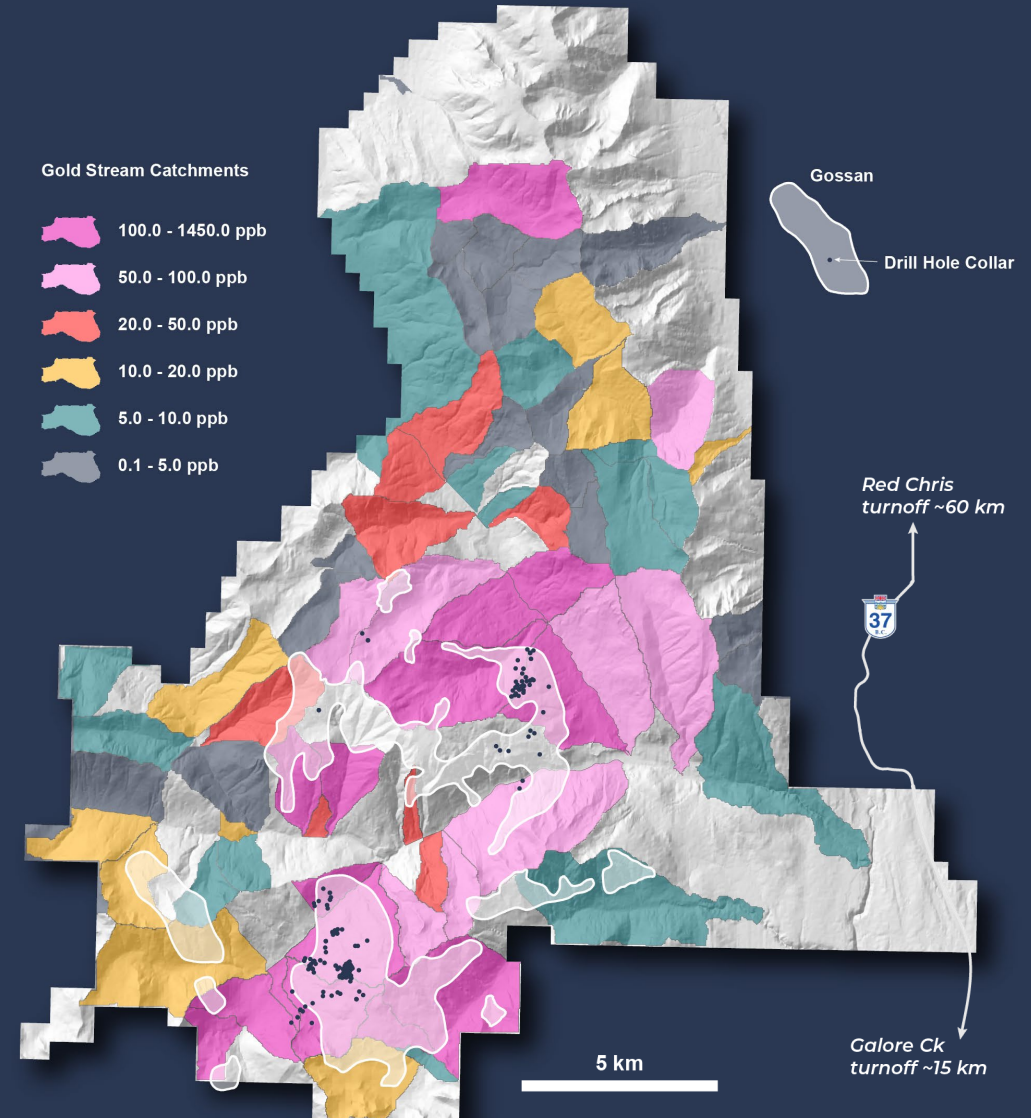 Gold Stream Catchments
100.0 - 1450.0 ppb
50.0 - 100.0 ppb
20.0 - 50.0 ppb
10.0 - 20.0 ppb
5.0 - 10.0 ppb
0.1 - 5.0 ppb
Gossan
Drill Hole Collar
Red Chris
turnoff ~60 km
37
B.C.
5 km
Galore Ck
turnoff ~15 km